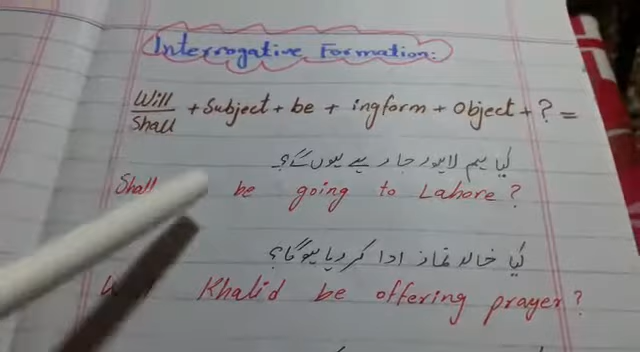 Interrogative Formation:
Will
Shall + Subject + be + ingform + Object + ? =
کیا ہم لاہور جا رہے ہوں گے؟
Shall be going to Lahore?
کیا خالد نماز ادا کر رہا ہوگا؟
Khalid be offering prayer?